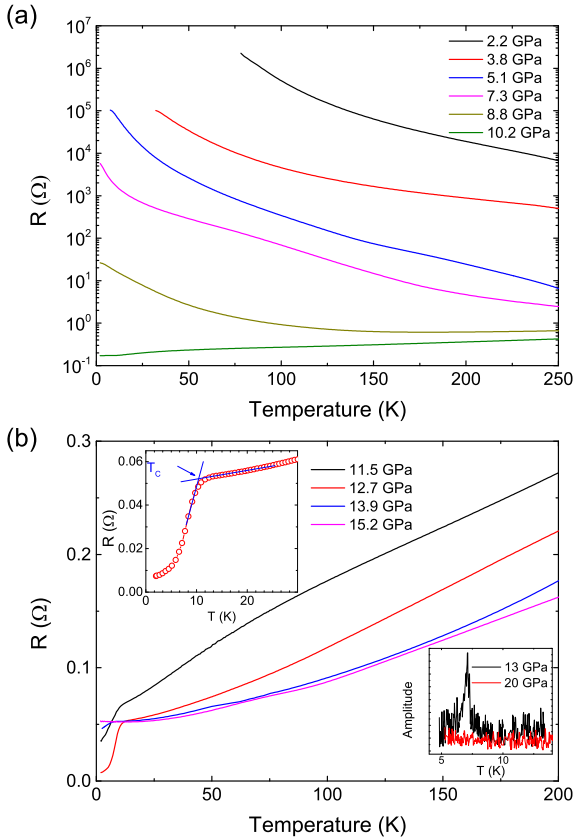 (a)
10^7
10^6
10^5
10^4
10^3
10^2
10^1
10^0
10^-1
R (Ω)
2.2 GPa
3.8 GPa
5.1 GPa
7.3 GPa
8.8 GPa
10.2 GPa
0 50 100 150 200 250
Temperature (K)
(b)
0.3
0.2
0.1
0.0
R (Ω)
11.5 GPa
12.7 GPa
13.9 GPa
15.2 GPa
T_C
0.06
0.04
0.02
0.00
R (Ω)
0 10 20
T (K)
13 GPa
20 GPa
Amplitude
5 10
T (K)
0 50 100 150 200
Temperature (K)